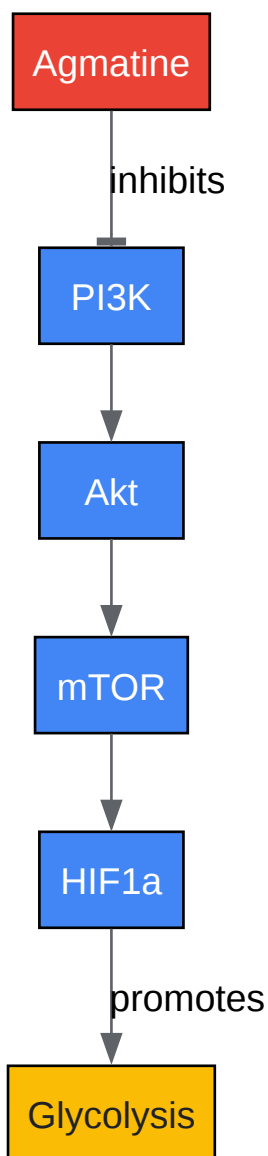 Agmatine
inhibits
PI3K
Akt
mTOR
HIF1a
promotes
Glycolysis